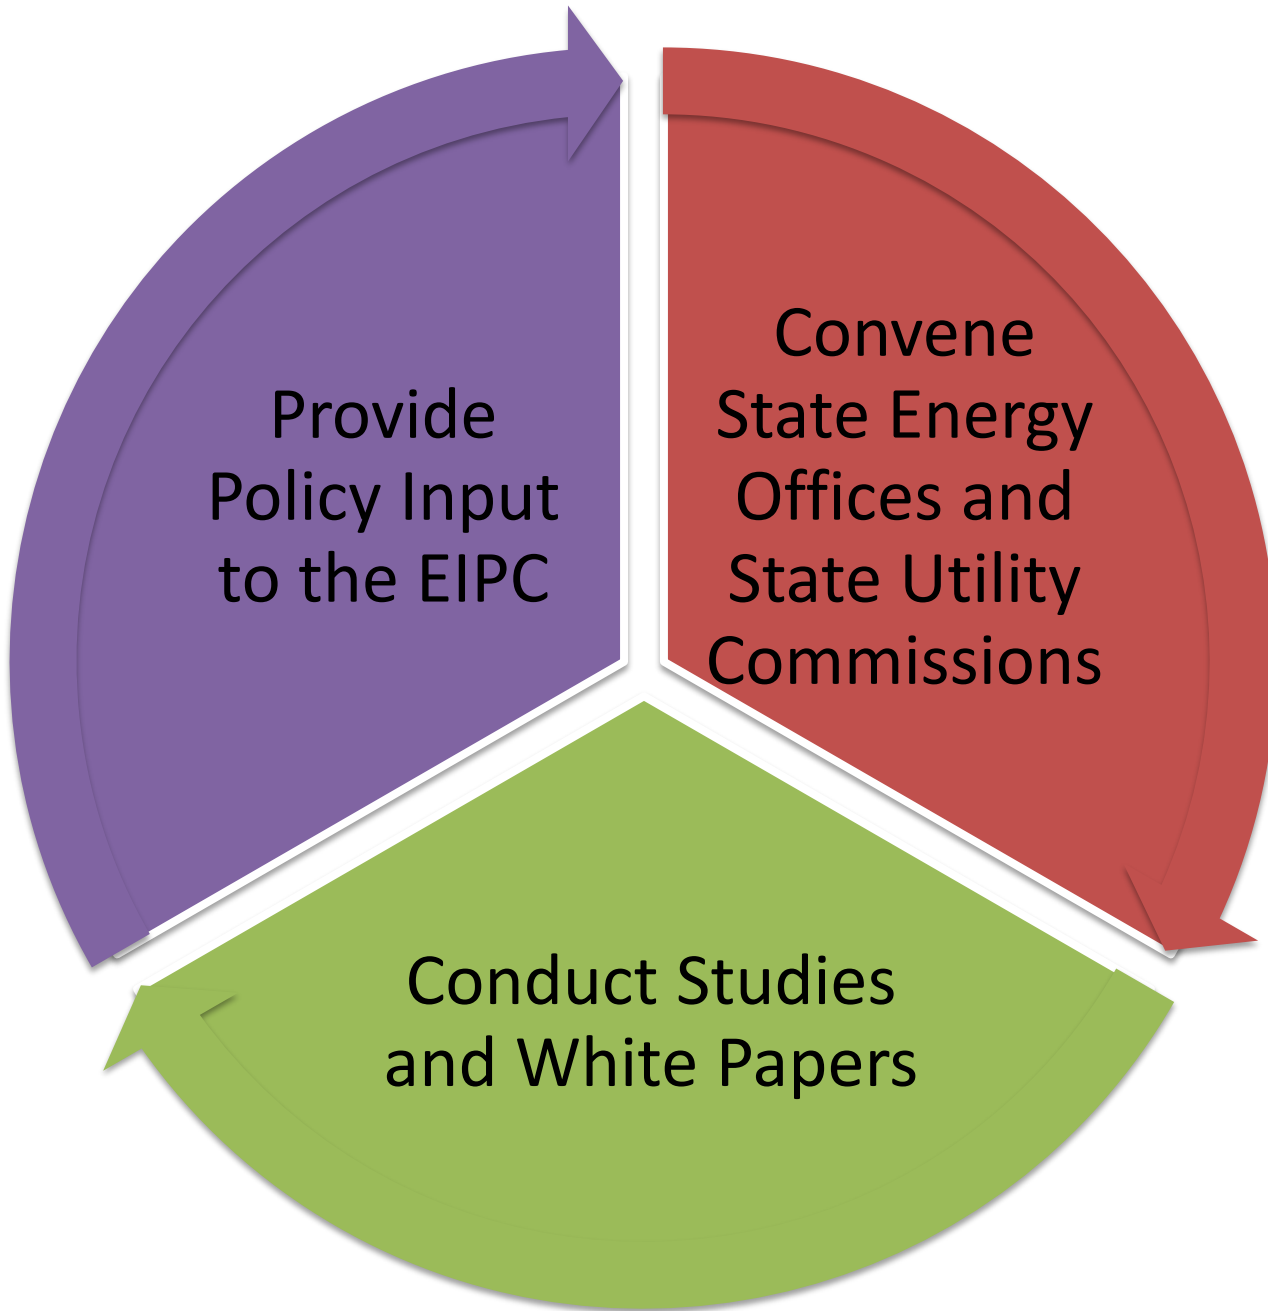 Provide
Policy Input
to the EIPC
Convene
State Energy
Offices and
State Utility
Commissions
Conduct Studies
and White Papers